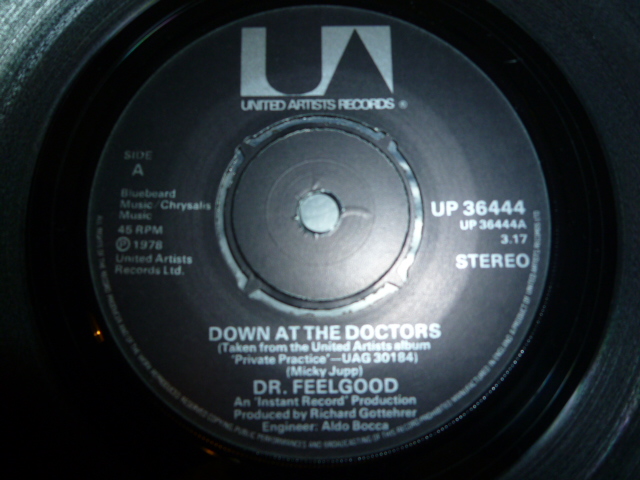 UA
UNITED ARTISTS RECORDS ®
SIDE
A
Bluebeard
Music/Chrysalis
Music
45 RPM
Ⓟ 1978
United Artists
Records Ltd.
UP 36444
UP 36444A
3.17
STEREO
DOWN AT THE DOCTORS
(Taken from the United Artists album
"Private Practice"—UAG 30184)
(Micky Jupp)
DR. FEELGOOD
An "Instant Record" Production
Produced by Richard Gottehrer
Engineer: Aldo Bocca